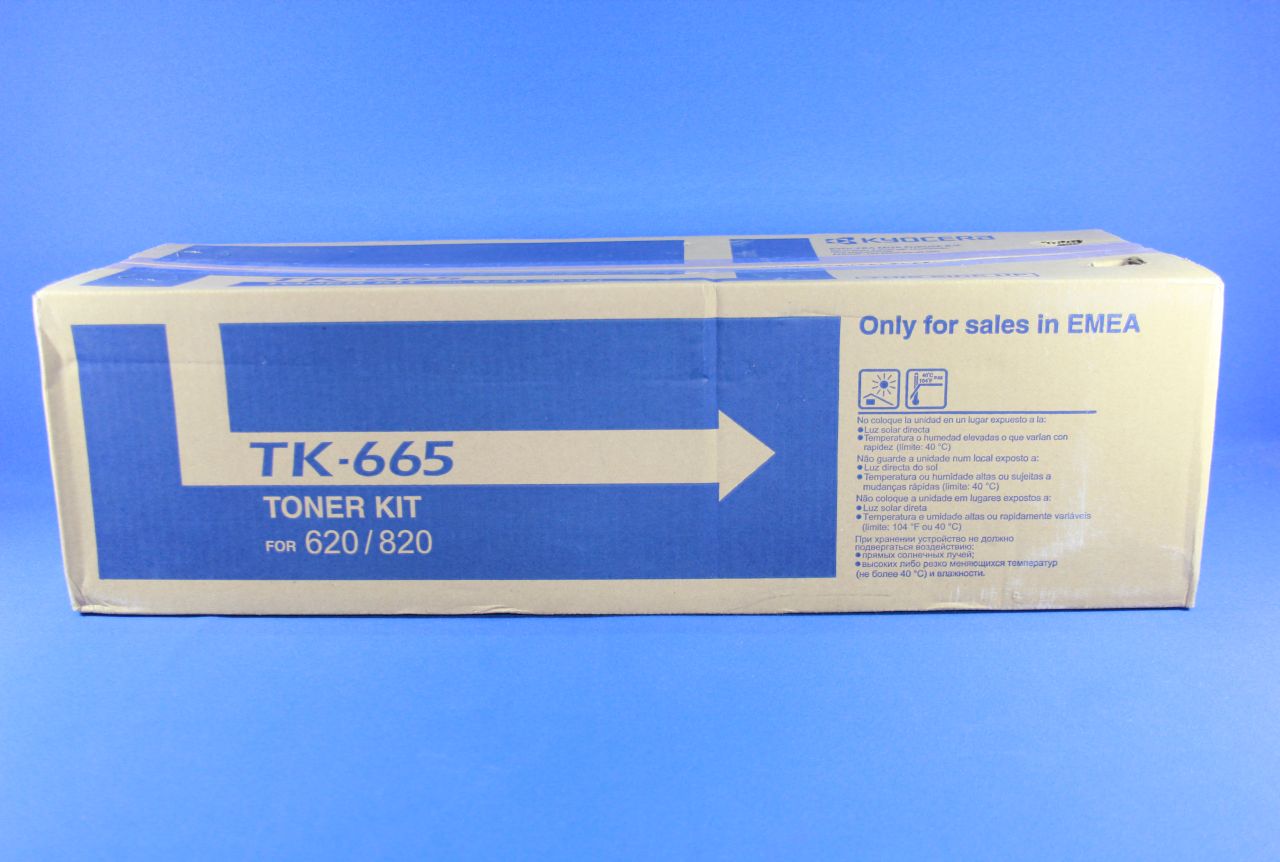 KYOCERA
Only for sales in EMEA
40°C
104°F
No coloque la unidad en un lugar expuesto a la:
●Luz solar directa
●Temperatura o humedad elevadas o que varían con
rapidez (límite: 40 °C)
Não guarde a unidade num local exposto a:
●Luz directa do sol
●Temperatura ou humidade altas ou sujeitas a
mudanças rápidas (limite: 40 °C)
Não coloque a unidade em lugares expostos a:
●Luz solar direta
●Temperatura e umidade altas ou rapidamente variáveis
(limite: 104 °F ou 40 °C)
При хранении устройство не должно
подвергаться воздействию:
●прямых солнечных лучей;
●высоких либо резко меняющихся температур
(не более 40 °C) и влажности.
TK-665
TONER KIT
FOR 620/820